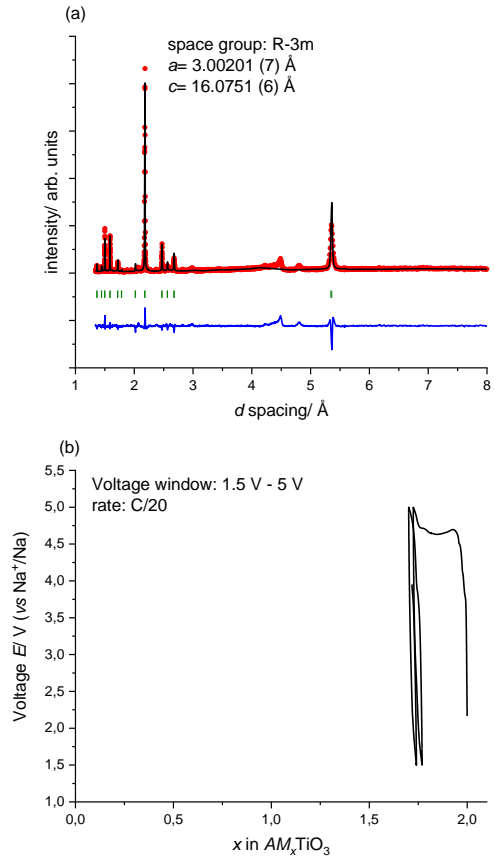 (a)
space group: R-3m
a= 3.00201 (7) Å
c= 16.0751 (6) Å
intensity/ arb. units
1 2 3 4 5 6 7 8
d spacing/ Å
(b)
Voltage window: 1.5 V - 5 V
rate: C/20
Voltage E/ V (vs Na⁺/Na)
5,5
5,0
4,5
4,0
3,5
3,0
2,5
2,0
1,5
1,0
0,0 0,5 1,0 1,5 2,0
x in AMₓTiO₃